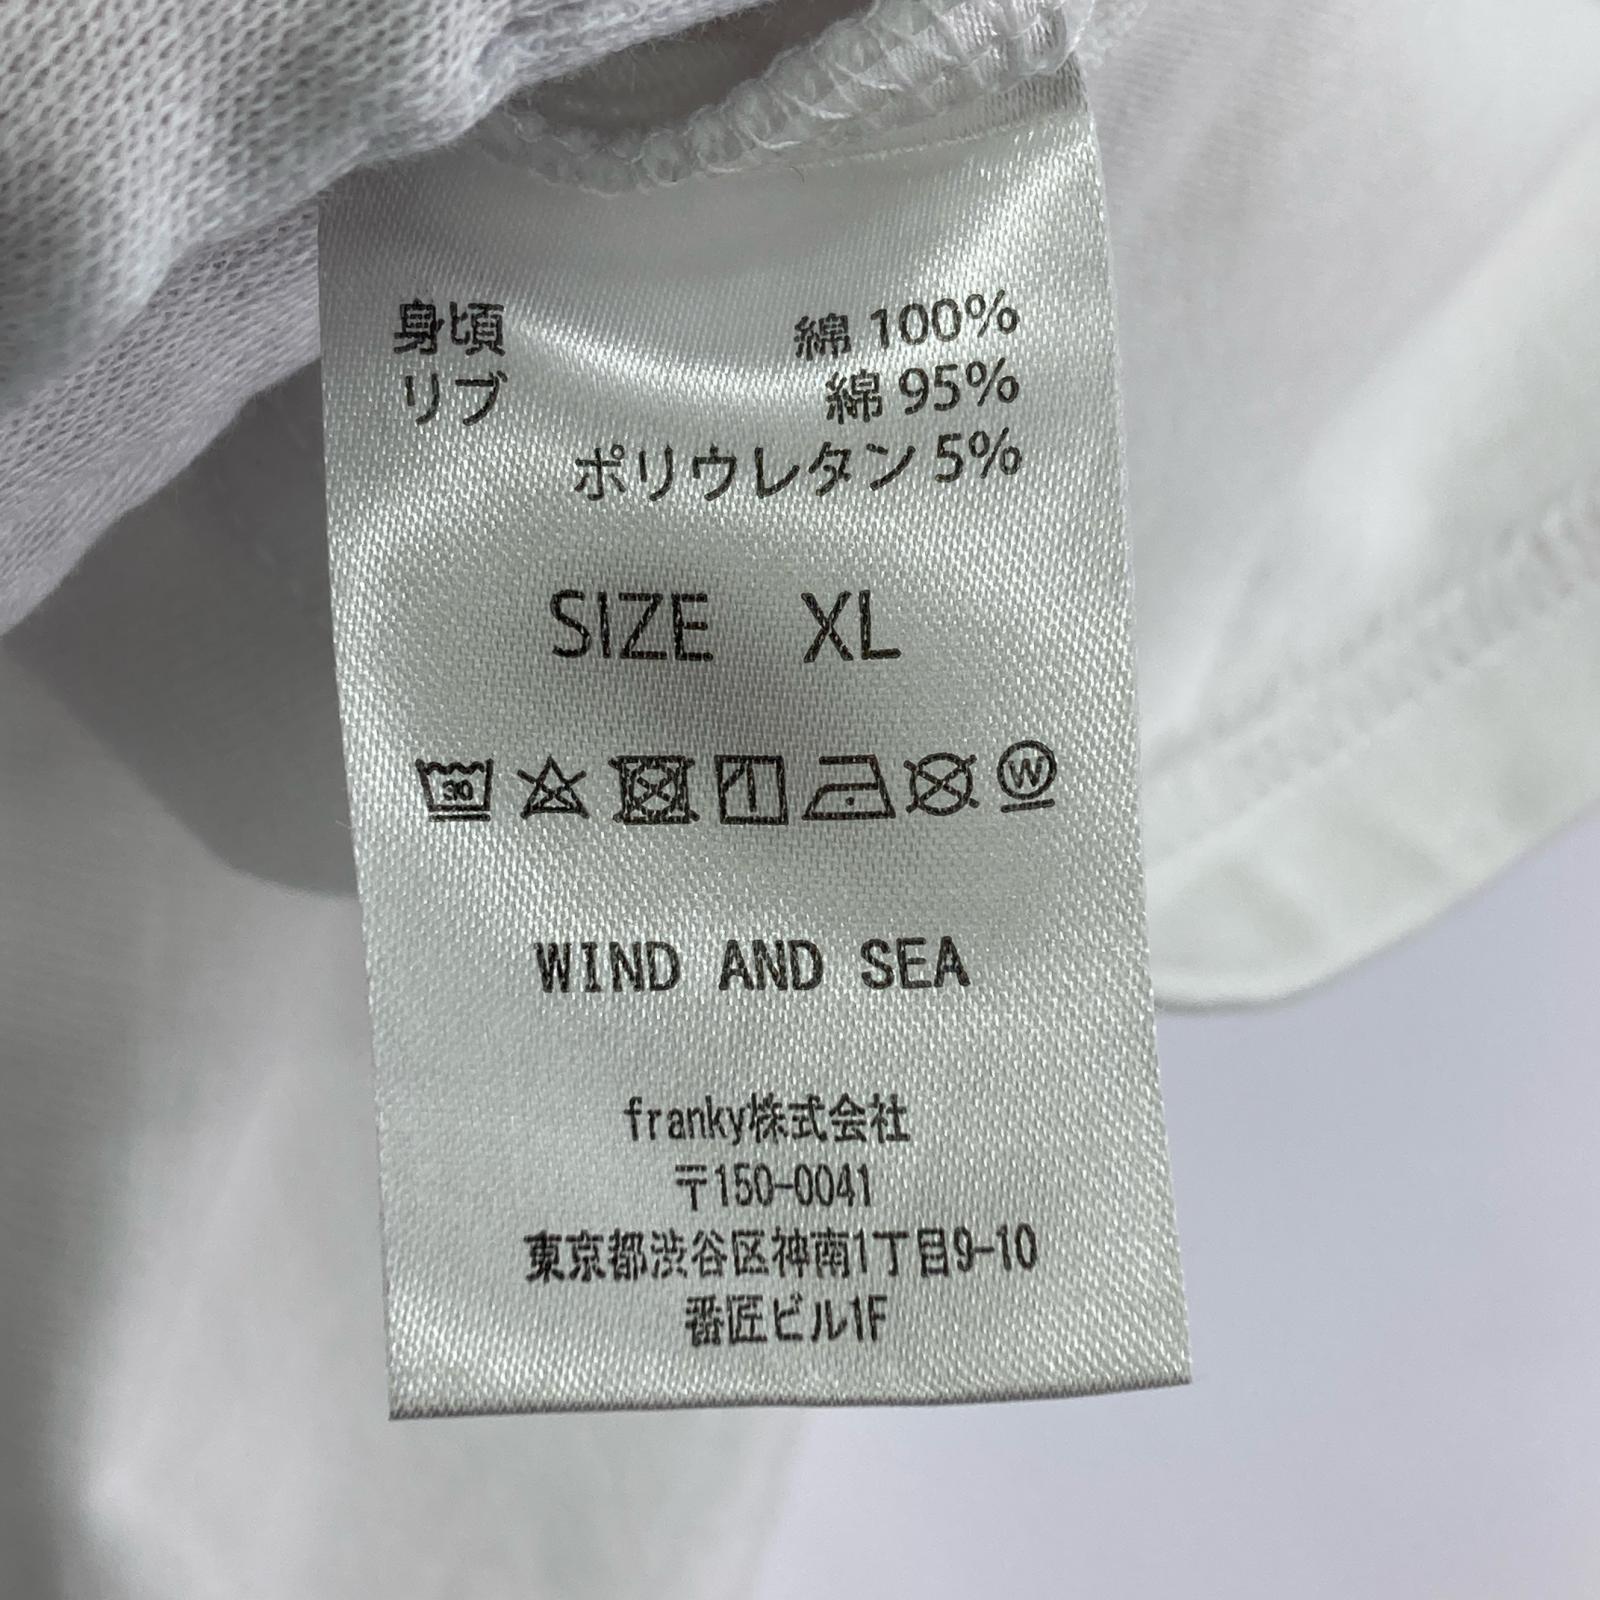 身頃 綿 100%
リブ 綿 95%
ポリウレタン 5%
SIZE XL
30
W
WIND AND SEA
franky株式会社
〒150-0041
東京都渋谷区神南1丁目9-10
番匠ビル1F